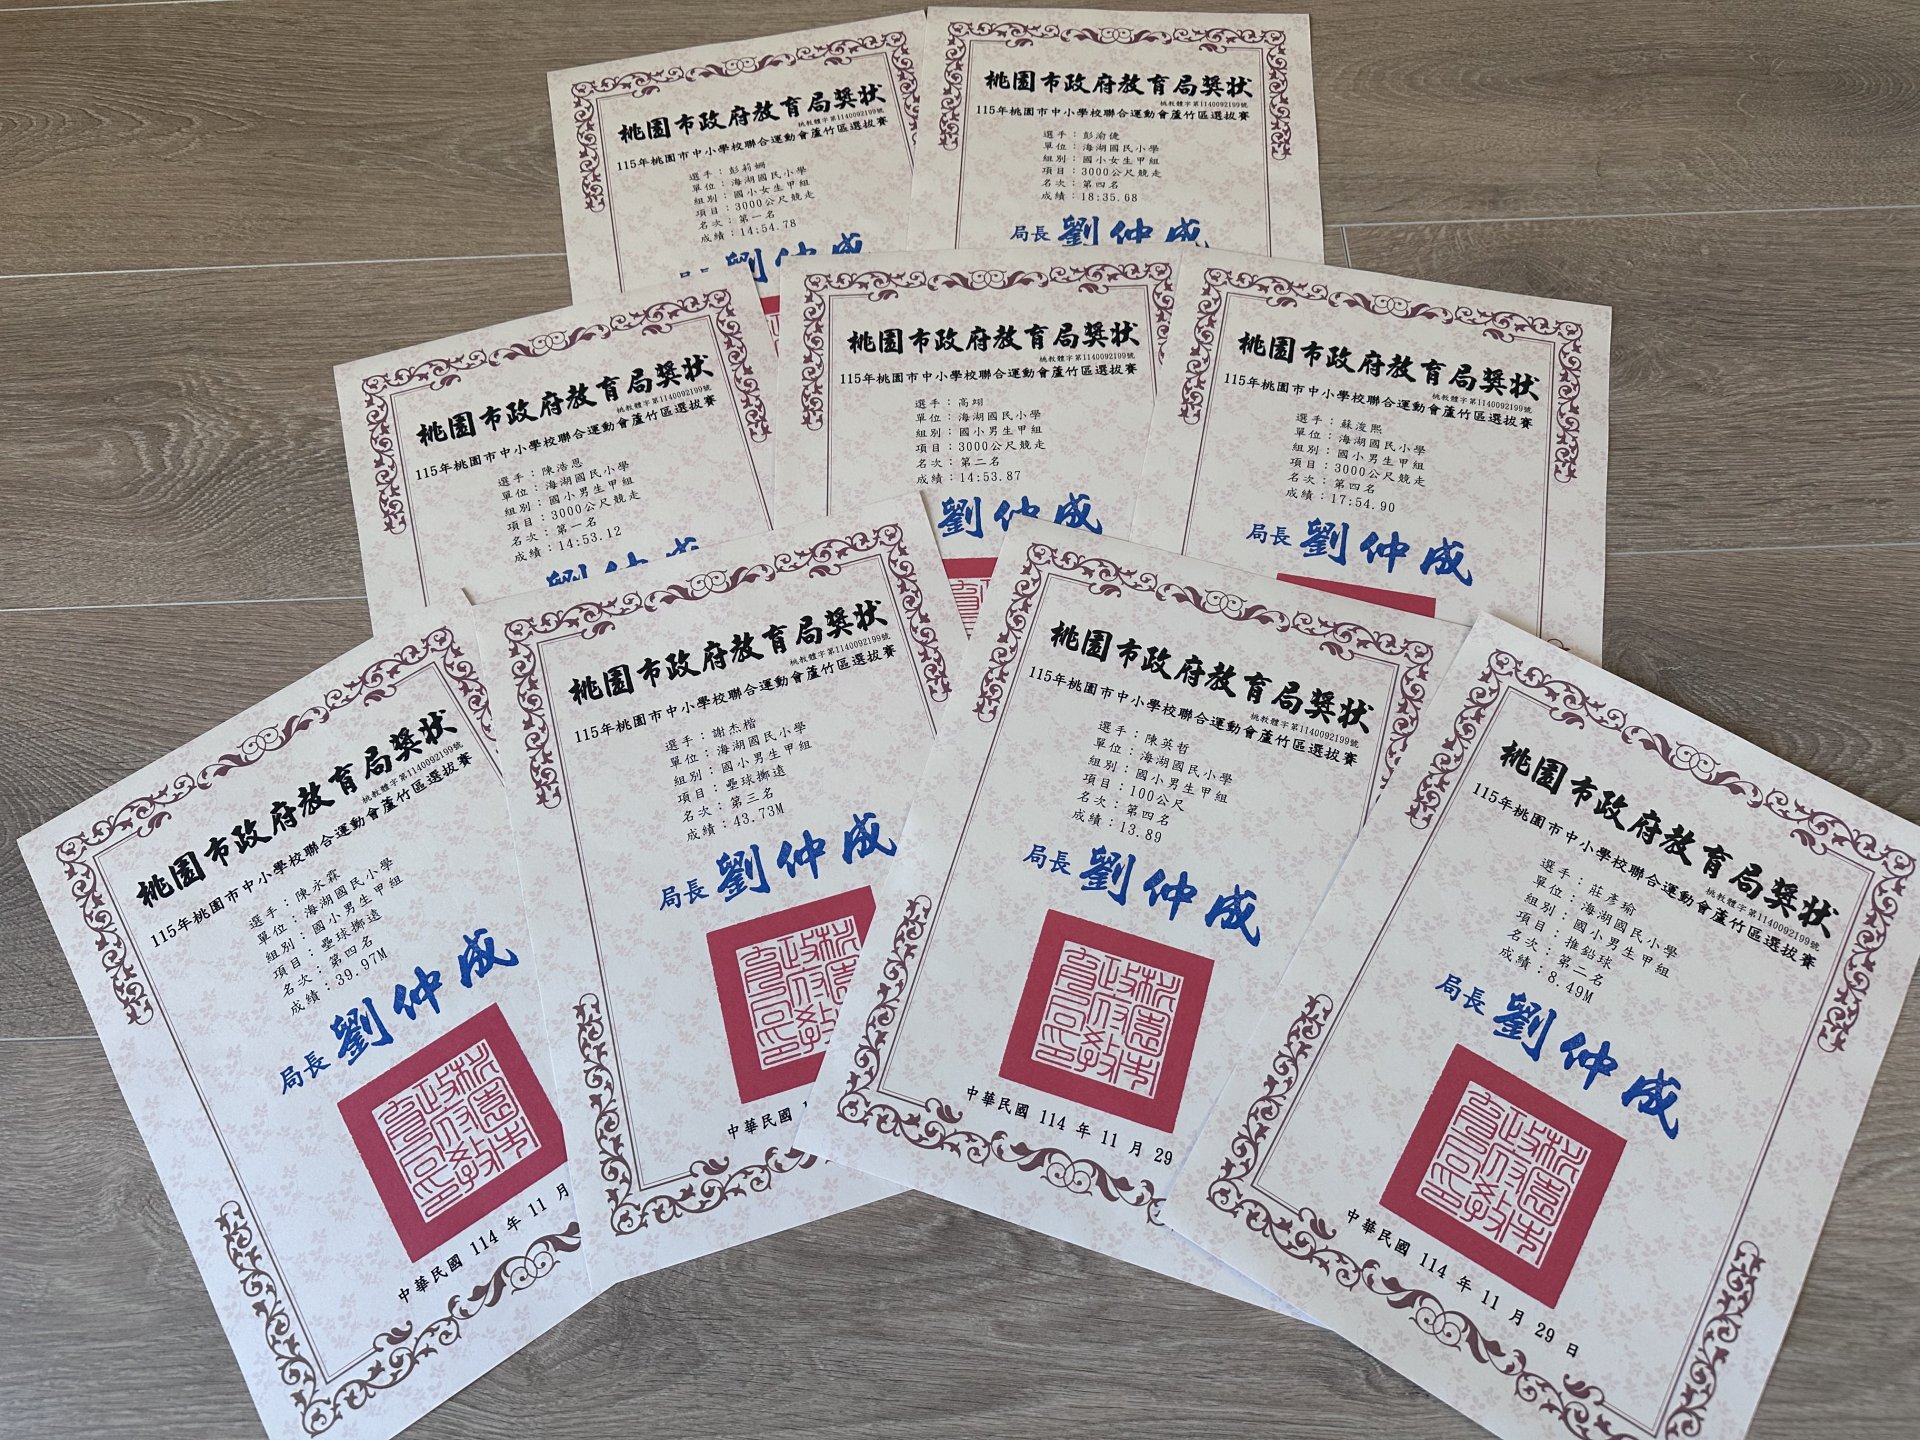 桃園市政府教育局獎狀
桃教體字第1140092199號
115年桃園市中小學校聯合運動會蘆竹區選拔賽
選手：彭莉姍
單位：海湖國民小學
組別：國小女生甲組
項目：3000公尺競走
名次：第一名
成績：14:54.78
局長 劉仲成
桃園市政府教育局獎狀
桃教體字第1140092199號
115年桃園市中小學校聯合運動會蘆竹區選拔賽
選手：彭渝倢
單位：海湖國民小學
組別：國小女生甲組
項目：3000公尺競走
名次：第四名
成績：18:35.68
局長 劉仲成
桃園市政府教育局獎狀
桃教體字第1140092199號
115年桃園市中小學校聯合運動會蘆竹區選拔賽
選手：陳浩恩
單位：海湖國民小學
組別：國小男生甲組
項目：3000公尺競走
名次：第一名
成績：14:53.12
劉仲成
桃園市政府教育局獎狀
桃教體字第1140092199號
115年桃園市中小學校聯合運動會蘆竹區選拔賽
選手：高翊
單位：海湖國民小學
組別：國小男生甲組
項目：3000公尺競走
名次：第二名
成績：14:53.87
劉仲成
桃園市政府教育局獎狀
桃教體字第1140092199號
115年桃園市中小學校聯合運動會蘆竹區選拔賽
選手：蘇浚熙
單位：海湖國民小學
組別：國小男生甲組
項目：3000公尺競走
名次：第四名
成績：17:54.90
局長 劉仲成
桃園市政府教育局獎狀
桃教體字第1140092199號
115年桃園市中小學校聯合運動會蘆竹區選拔賽
選手：陳永霖
單位：海湖國民小學
組別：國小男生甲組
項目：壘球擲遠
名次：第四名
成績：39.97M
局長 劉仲成
桃園市政府教育局印
中華民國 114 年 11 月
桃園市政府教育局獎狀
桃教體字第1140092199號
115年桃園市中小學校聯合運動會蘆竹區選拔賽
選手：謝杰楷
單位：海湖國民小學
組別：國小男生甲組
項目：壘球擲遠
名次：第三名
成績：43.73M
局長 劉仲成
中華民國 1
桃園市政府教育局獎狀
桃教體字第1140092199號
115年桃園市中小學校聯合運動會蘆竹區選拔賽
選手：陳英哲
單位：海湖國民小學
組別：國小男生甲組
項目：100公尺
名次：第四名
成績：13.89
局長 劉仲成
桃園市政府教育局印
中華民國 114 年 11 月 29
桃園市政府教育局獎狀
桃教體字第1140092199號
115年桃園市中小學校聯合運動會蘆竹區選拔賽
選手：莊彥瑜
單位：海湖國民小學
組別：國小男生甲組
項目：推鉛球
名次：第二名
成績：8.49M
局長 劉仲成
桃園市政府教育局印
中華民國 114 年 11 月 29 日